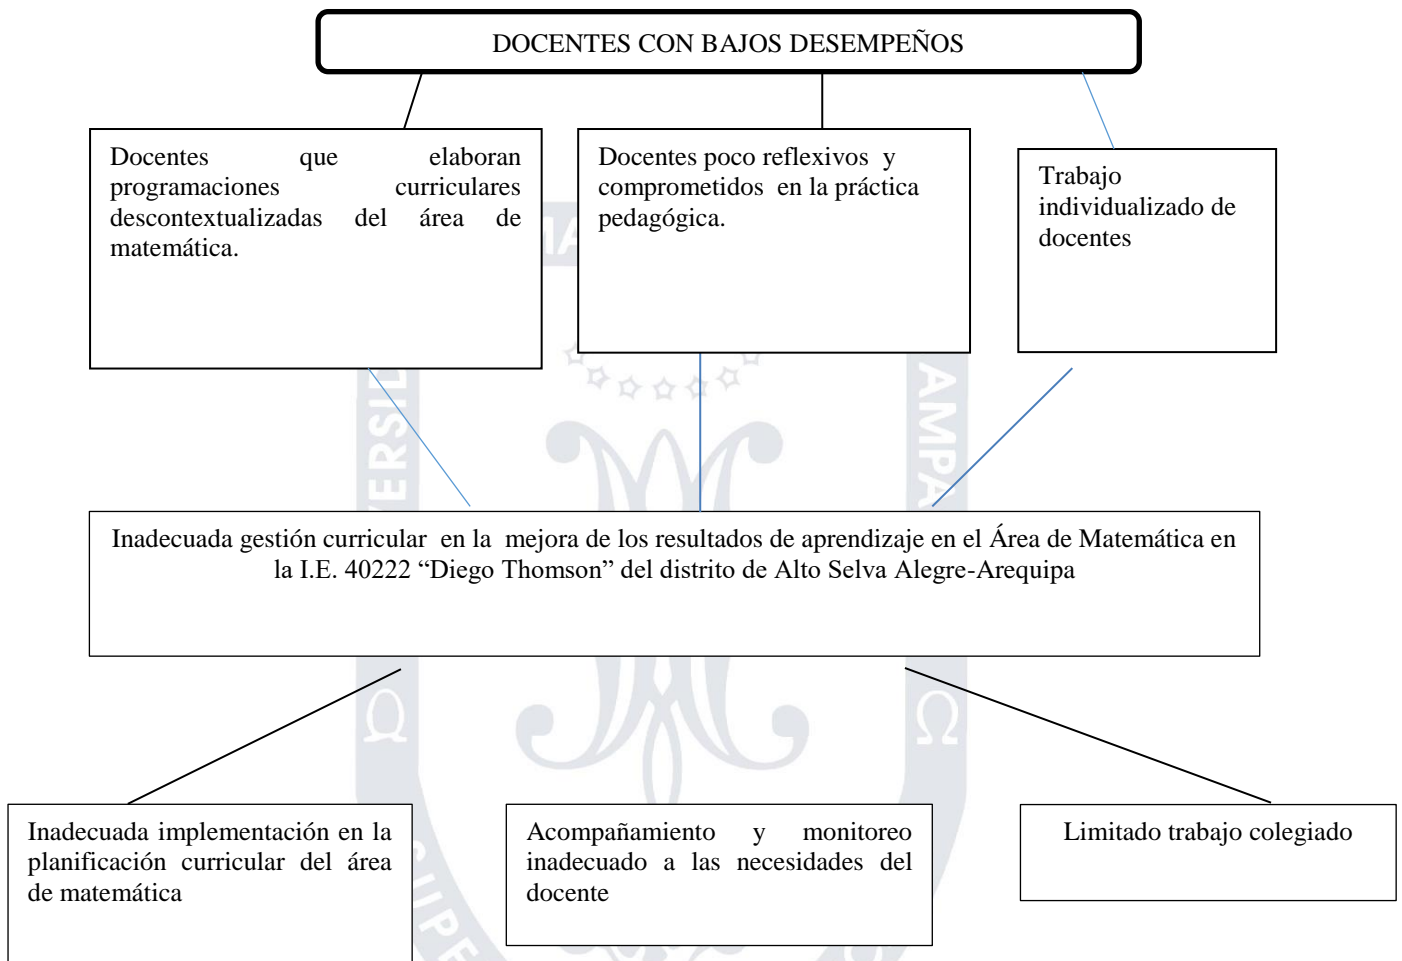 DOCENTES CON BAJOS DESEMPEÑOS
Docentes que elaboran
programaciones curriculares
descontextualizadas del área de
matemática.
Docentes poco reflexivos y
comprometidos en la práctica
pedagógica.
Trabajo
individualizado de
docentes
Inadecuada gestión curricular en la mejora de los resultados de aprendizaje en el Área de Matemática en
la I.E. 40222 “Diego Thomson” del distrito de Alto Selva Alegre-Arequipa
Inadecuada implementación en la
planificación curricular del área
de matemática
Acompañamiento y monitoreo
inadecuado a las necesidades del
docente
Limitado trabajo colegiado